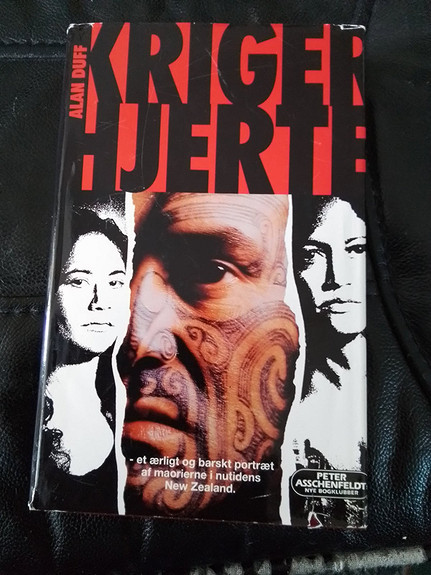 ALAN DUFF
KRIGER
HJERTE
- et ærligt og barskt portræt
af maorierne i nutidens
New Zealand.
PETER
ASSCHENFELDT
NYE BOGKLUBBER